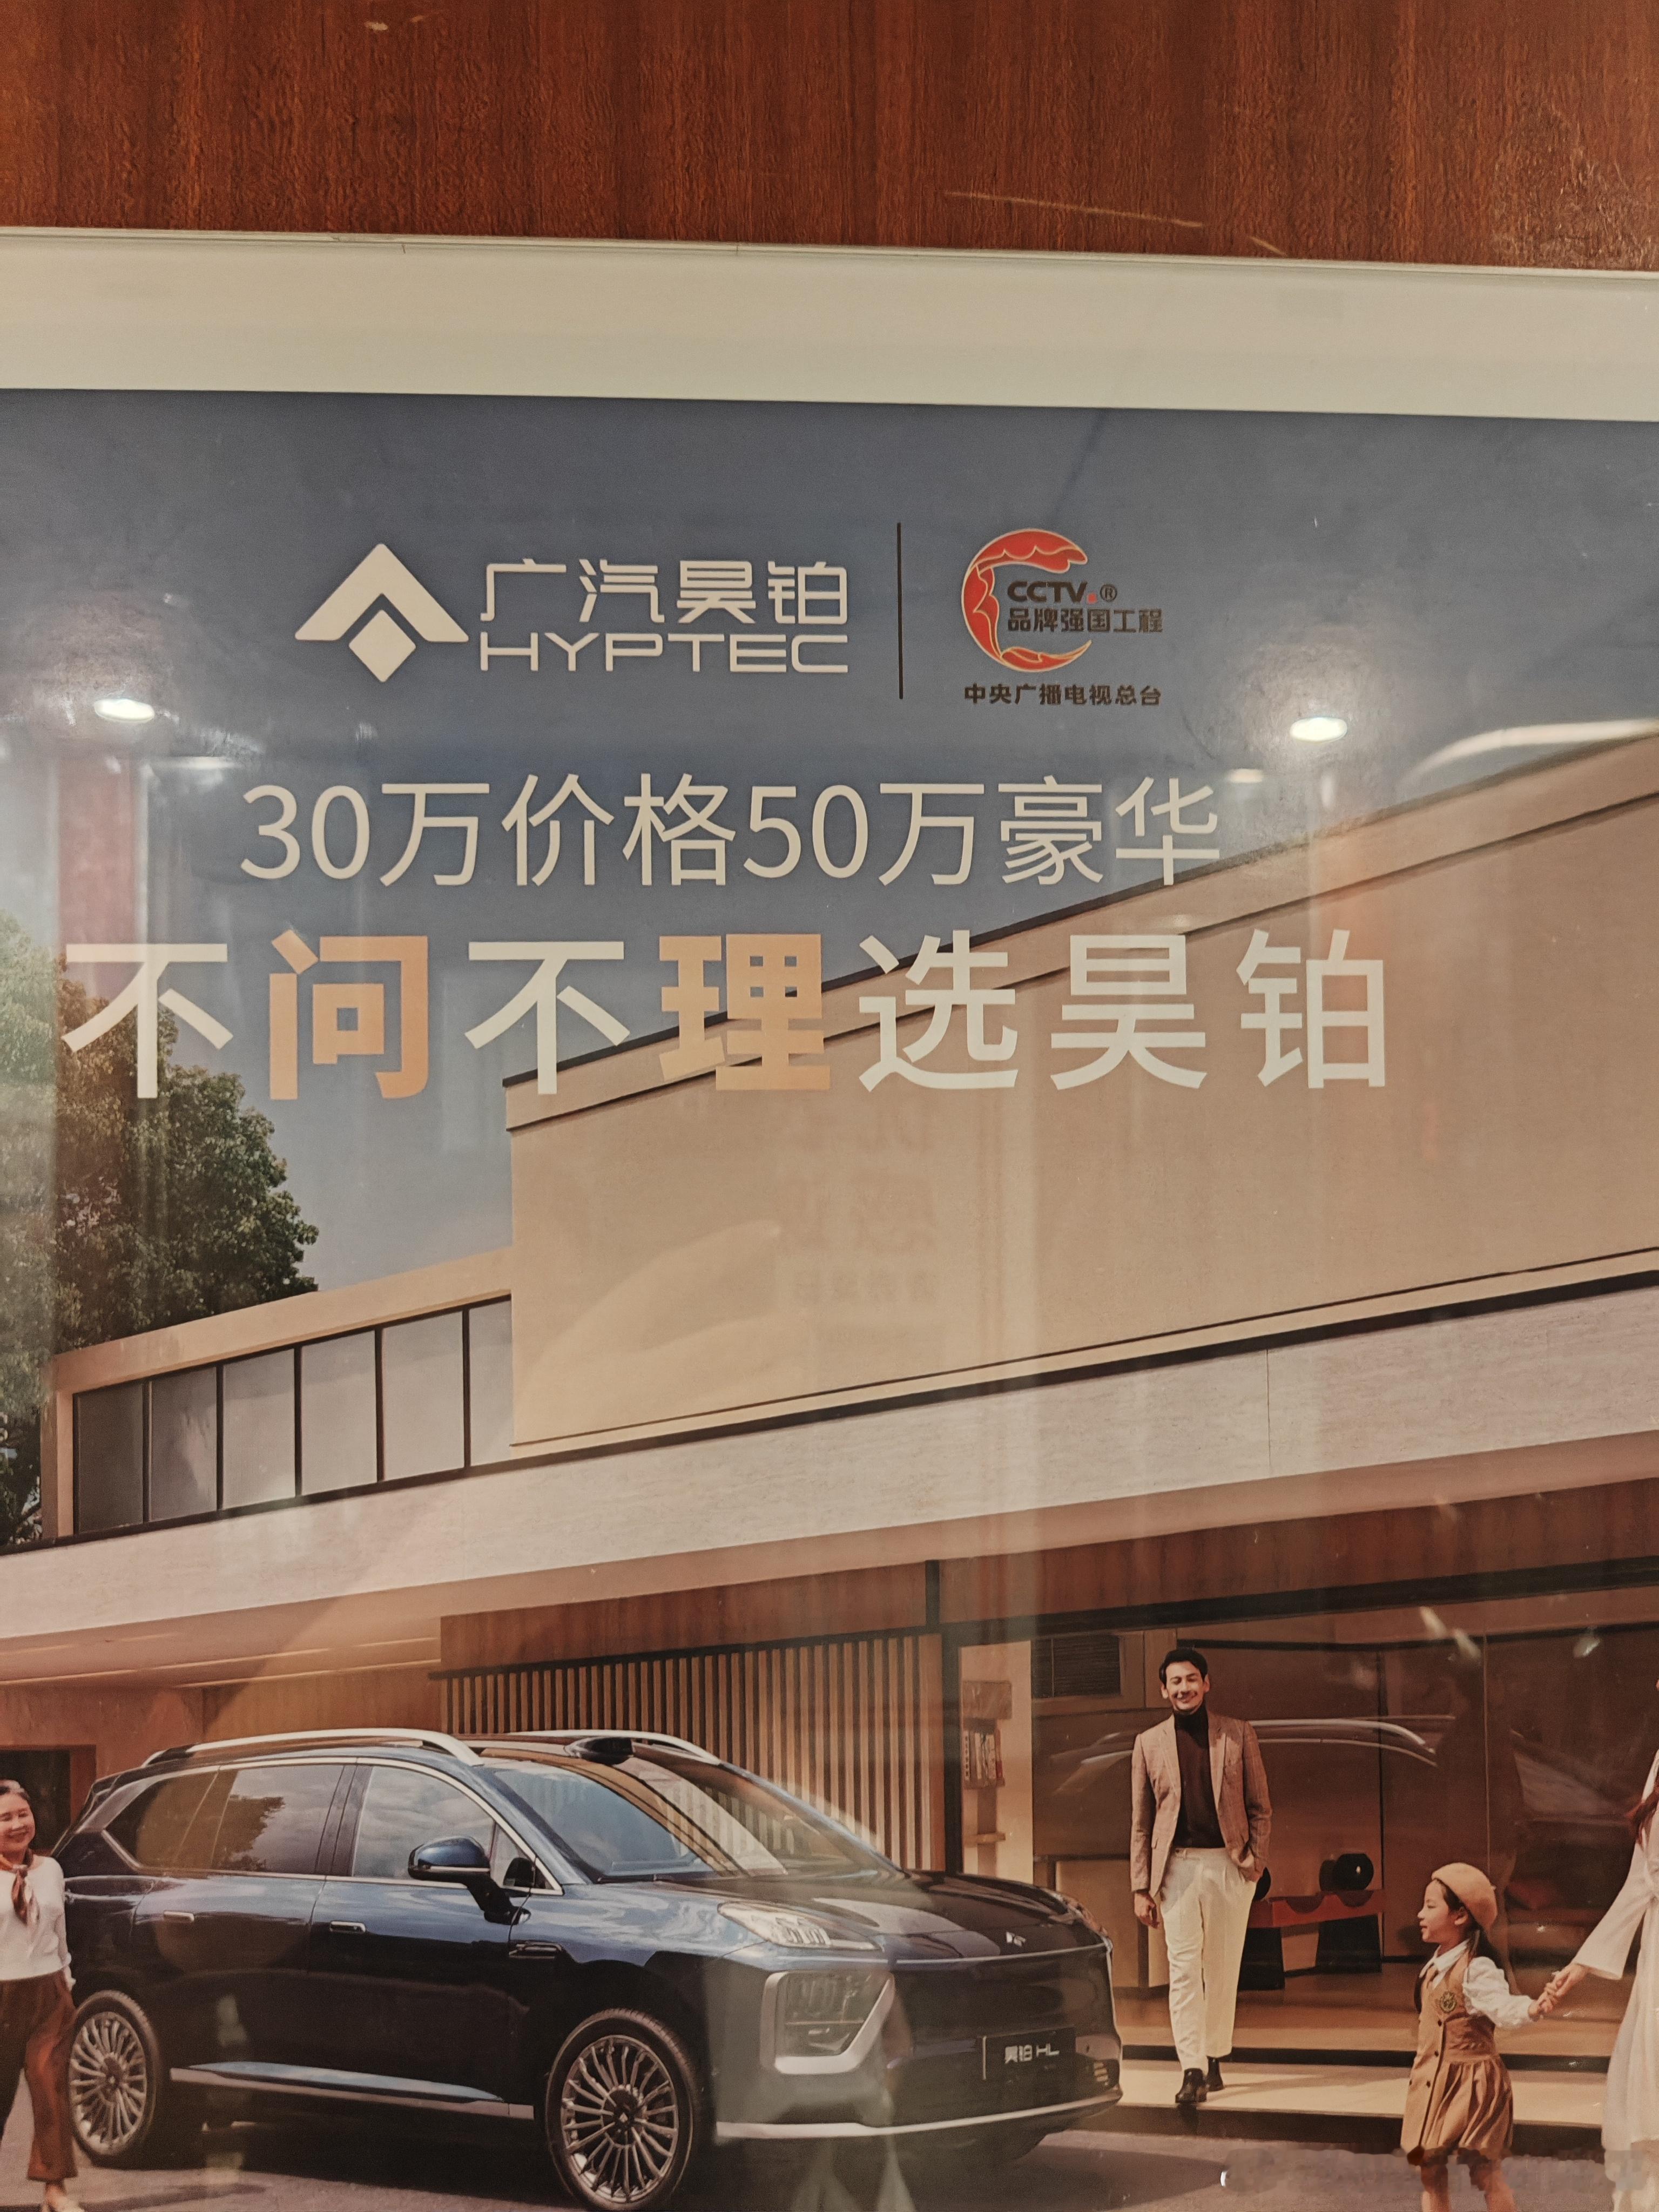 广汽昊铂
HYPTEC
CCTV®
品牌强国工程
中央广播电视总台
30万价格50万豪华
不问不理选昊铂
昊铂 HL